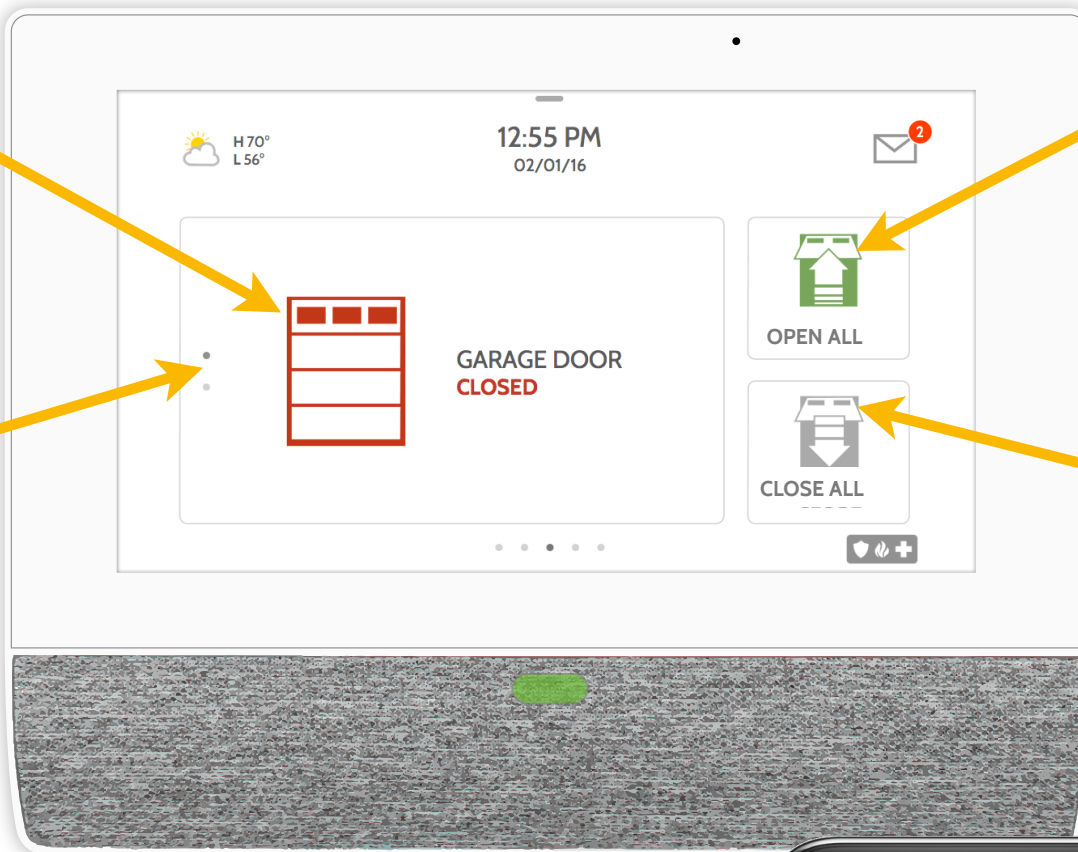 H 70°
L 56°
12:55 PM
02/01/16
2
GARAGE DOOR
CLOSED
OPEN ALL
CLOSE ALL